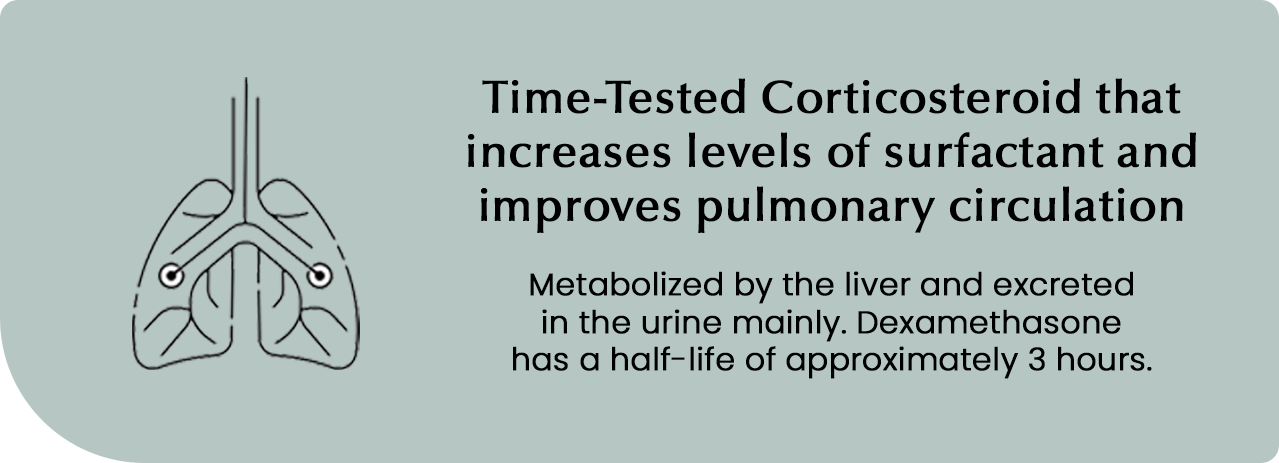 Time-Tested Corticosteroid that
increases levels of surfactant and
improves pulmonary circulation
Metabolized by the liver and excreted
in the urine mainly. Dexamethasone
has a half-life of approximately 3 hours.